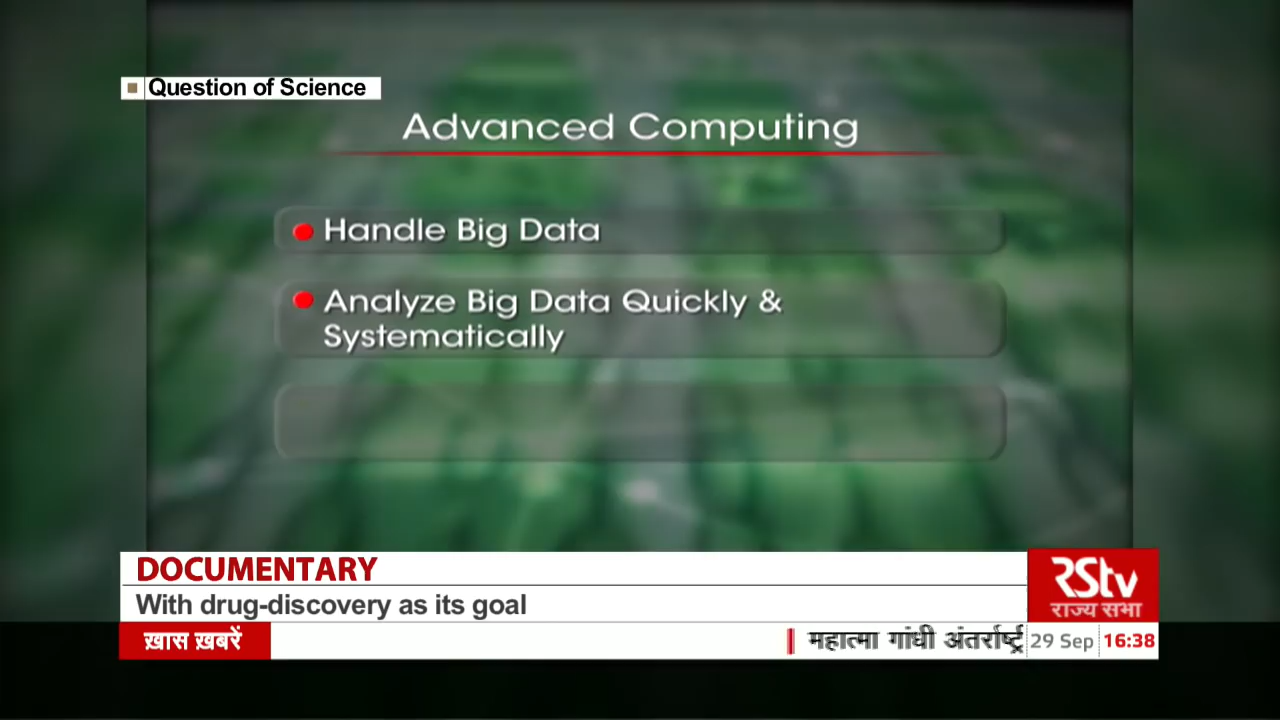 Question of Science
Advanced Computing
Handle Big Data
Analyze Big Data Quickly &
Systematically
DOCUMENTARY
With drug-discovery as its goal
RStv
राज्य सभा
ख़ास ख़बरें
महात्मा गांधी
29 Sep
16:38